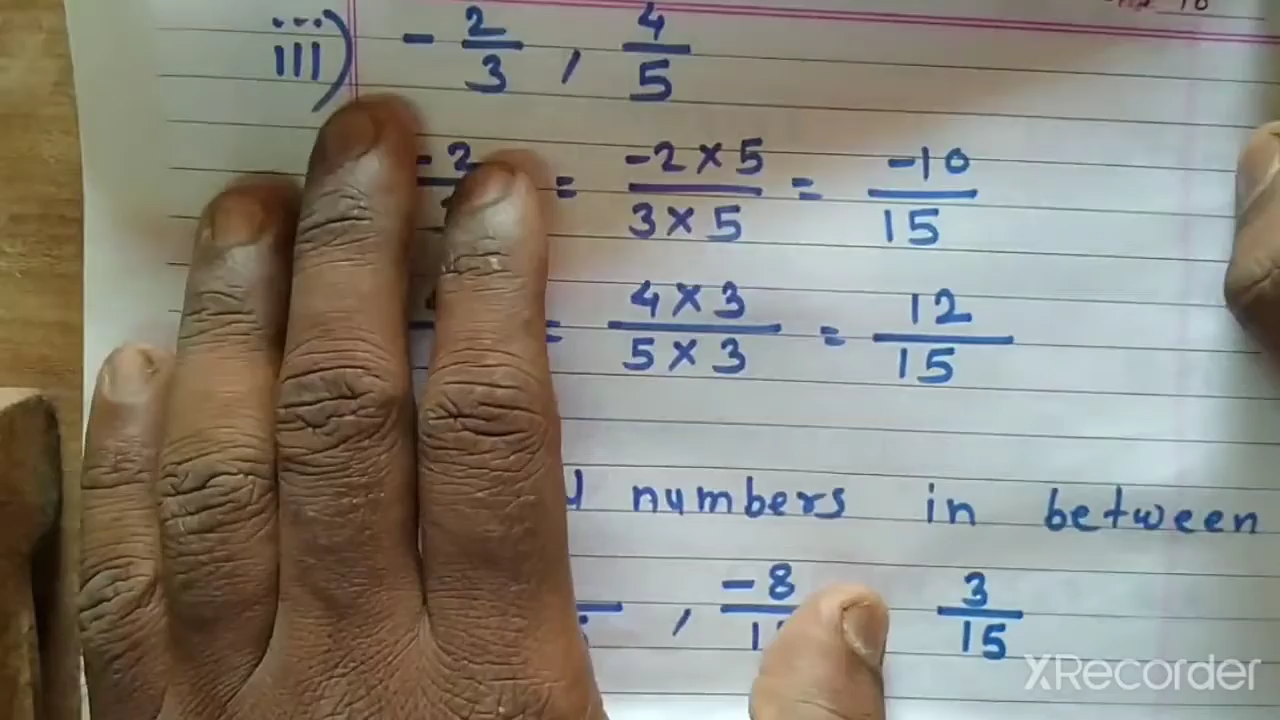 iii) - 2/3 , 4/5
-2 = -2×5/3×5 = -10/15
= 4×3/5×3 = 12/15
numbers in between
, -8 3/15
XRecorder